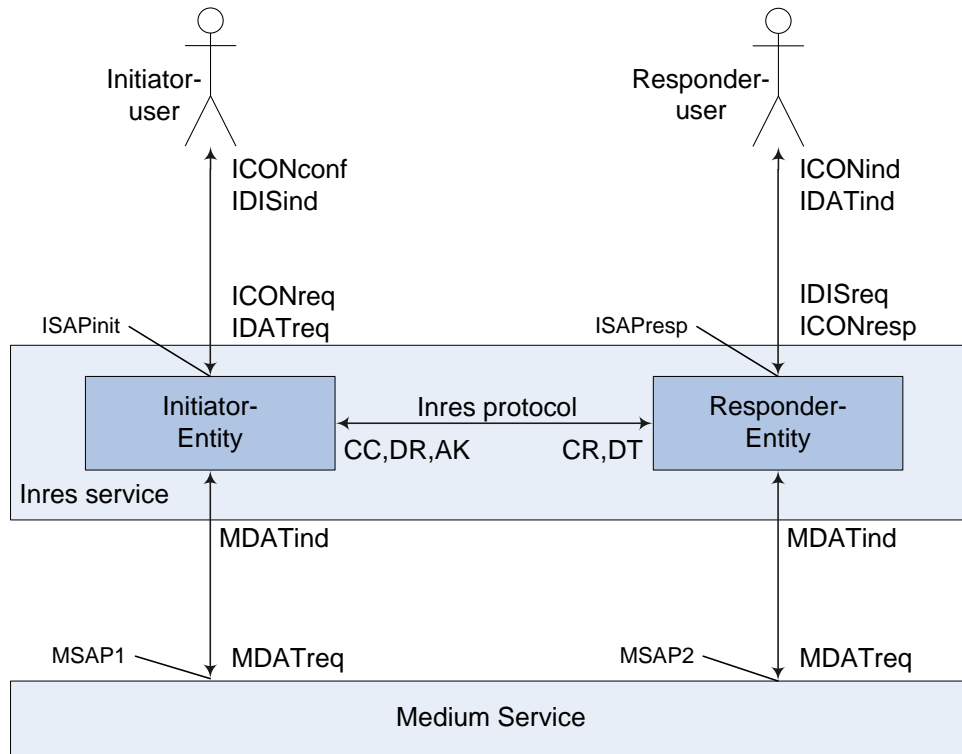 Initiator-
user
Responder-
user
ICONconf
IDISind
ICONind
IDATind
ICONreq
IDATreq
IDISreq
ICONresp
ISAPinit
ISAPresp
Initiator-
Entity
Inres protocol
Responder-
Entity
CC,DR,AK
CR,DT
Inres service
MDATind
MDATind
MSAP1
MDATreq
MSAP2
MDATreq
Medium Service